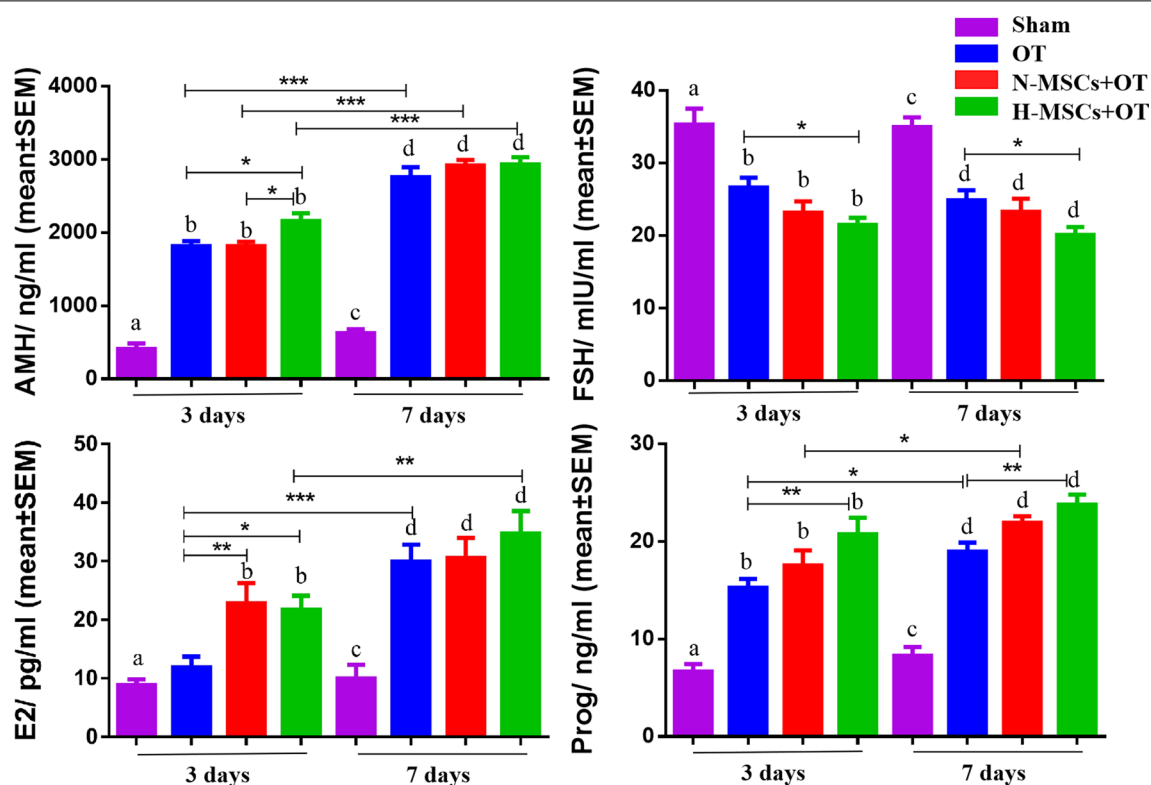 Sham
OT
N-MSCs+OT
H-MSCs+OT
AMH/ ng/ml (mean±SEM)
4000
3000
2000
1000
0
***
***
***
*
*
a
b
b
b
c
d
d
d
3 days
7 days
FSH/ mIU/ml (mean±SEM)
40
30
20
10
0
*
*
a
b
b
b
c
d
d
d
3 days
7 days
E2/ pg/ml (mean±SEM)
50
40
30
20
10
0
**
***
*
**
a
b
b
c
d
d
d
3 days
7 days
Prog/ ng/ml (mean±SEM)
30
20
10
0
*
*
**
**
a
b
b
b
c
d
d
d
3 days
7 days